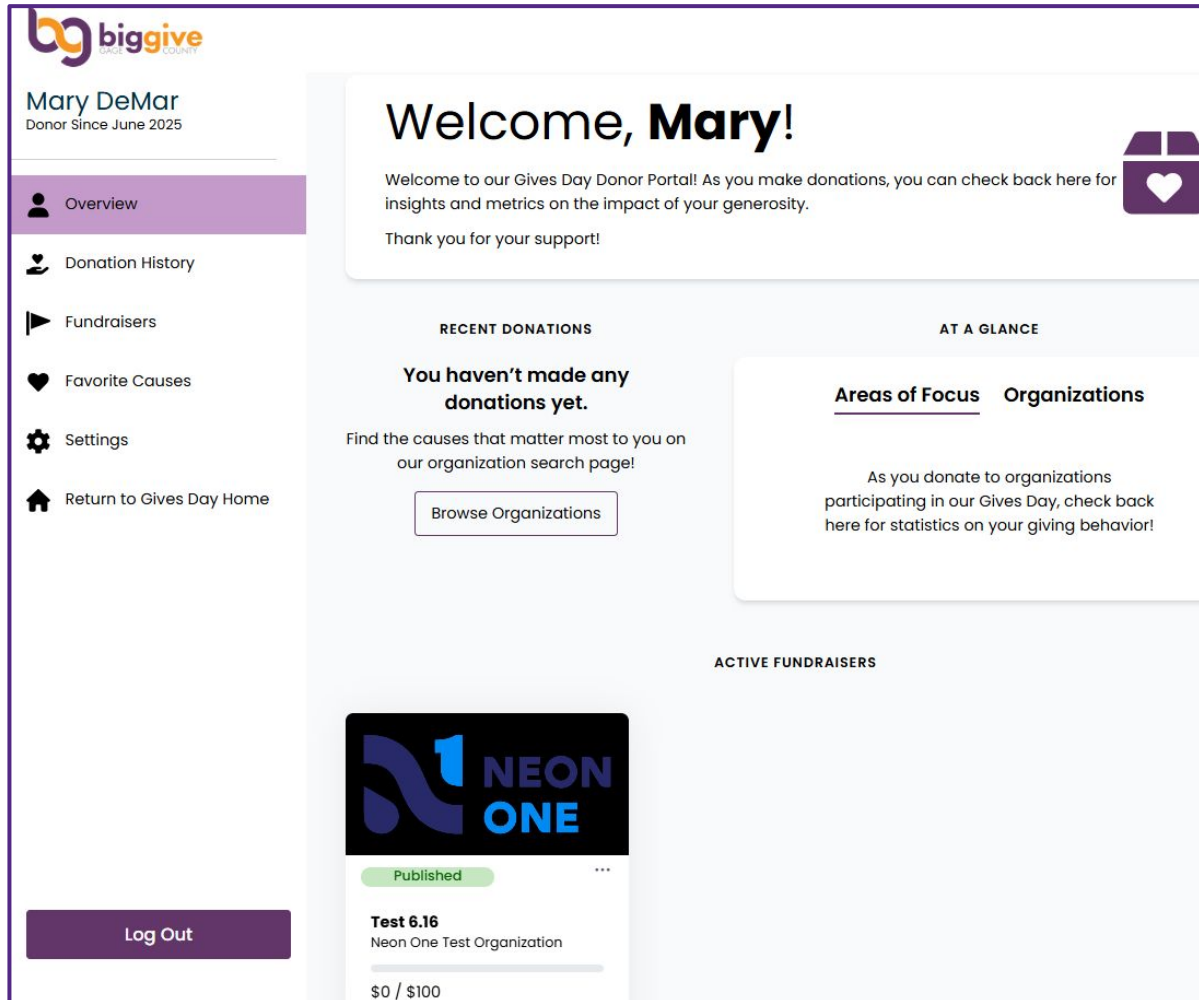 biggive
GAGE COUNTY
Mary DeMar
Donor Since June 2025
Overview
Donation History
Fundraisers
Favorite Causes
Settings
Return to Gives Day Home
Log Out
Welcome, Mary!
Welcome to our Gives Day Donor Portal! As you make donations, you can check back here for
insights and metrics on the impact of your generosity.
Thank you for your support!
RECENT DONATIONS
You haven’t made any
donations yet.
Find the causes that matter most to you on
our organization search page!
Browse Organizations
AT A GLANCE
Areas of Focus Organizations
As you donate to organizations
participating in our Gives Day, check back
here for statistics on your giving behavior!
ACTIVE FUNDRAISERS
NEON
ONE
Published
Test 6.16
Neon One Test Organization
$0 / $100